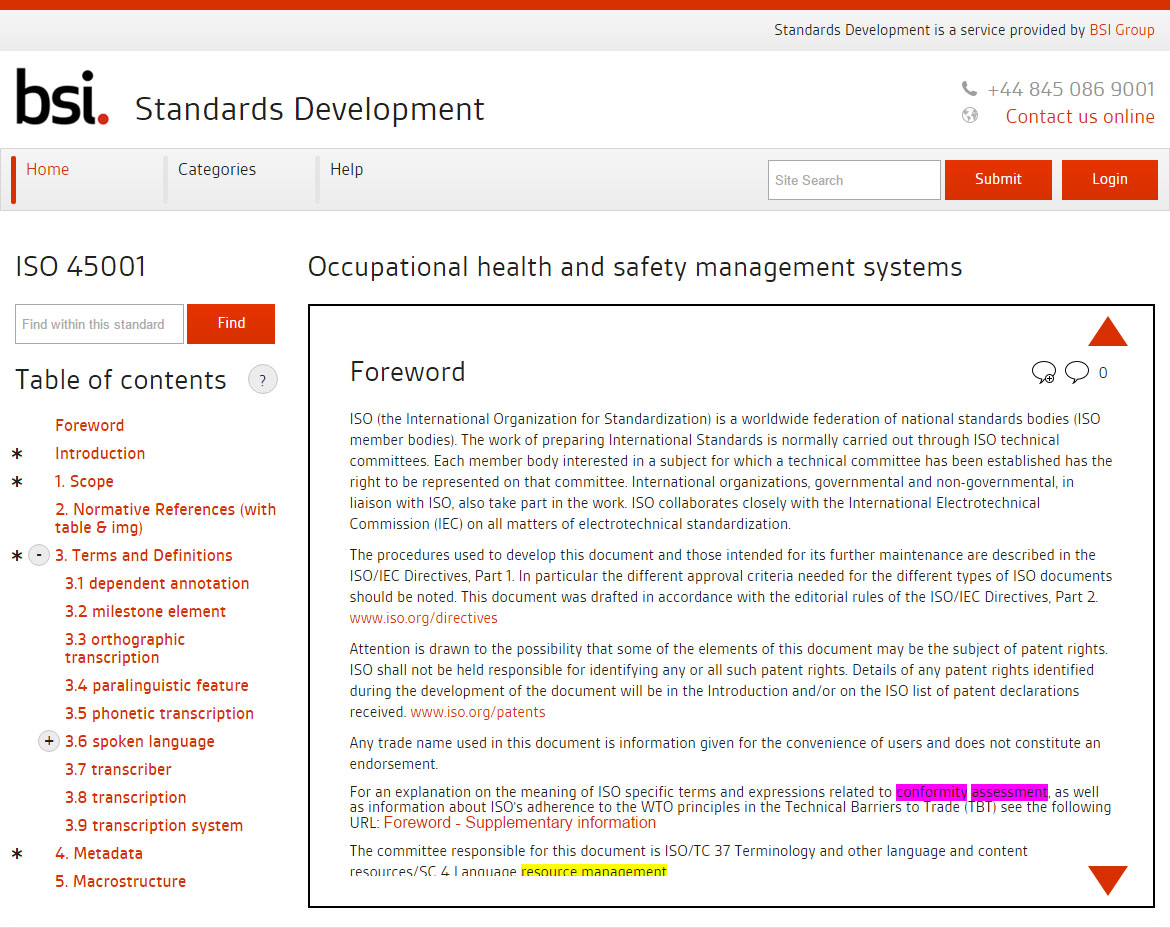 Standards Development is a service provided by BSI Group
bsi.
Standards Development
+44 845 086 9001
Contact us online
Home
Categories
Help
Site Search
Submit
Login
ISO 45001
Find within this standard
Find
Table of contents
?
Foreword
* Introduction
* 1. Scope
2. Normative References (with
table & img)
* - 3. Terms and Definitions
3.1 dependent annotation
3.2 milestone element
3.3 orthographic
transcription
3.4 paralinguistic feature
3.5 phonetic transcription
+ 3.6 spoken language
3.7 transcriber
3.8 transcription
3.9 transcription system
* 4. Metadata
5. Macrostructure
Occupational health and safety management systems
Foreword
0
ISO (the International Organization for Standardization) is a worldwide federation of national standards bodies (ISO
member bodies). The work of preparing International Standards is normally carried out through ISO technical
committees. Each member body interested in a subject for which a technical committee has been established has the
right to be represented on that committee. International organizations, governmental and non-governmental, in
liaison with ISO, also take part in the work. ISO collaborates closely with the International Electrotechnical
Commission (IEC) on all matters of electrotechnical standardization.
The procedures used to develop this document and those intended for its further maintenance are described in the
ISO/IEC Directives, Part 1. In particular the different approval criteria needed for the different types of ISO documents
should be noted. This document was drafted in accordance with the editorial rules of the ISO/IEC Directives, Part 2.
www.iso.org/directives
Attention is drawn to the possibility that some of the elements of this document may be the subject of patent rights.
ISO shall not be held responsible for identifying any or all such patent rights. Details of any patent rights identified
during the development of the document will be in the Introduction and/or on the ISO list of patent declarations
received. www.iso.org/patents
Any trade name used in this document is information given for the convenience of users and does not constitute an
endorsement.
For an explanation on the meaning of ISO specific terms and expressions related to conformity assessment, as well
as information about ISO's adherence to the WTO principles in the Technical Barriers to Trade (TBT) see the following
URL: Foreword - Supplementary information
The committee responsible for this document is ISO/TC 37 Terminology and other language and content
resources/SC 4 Language resource management